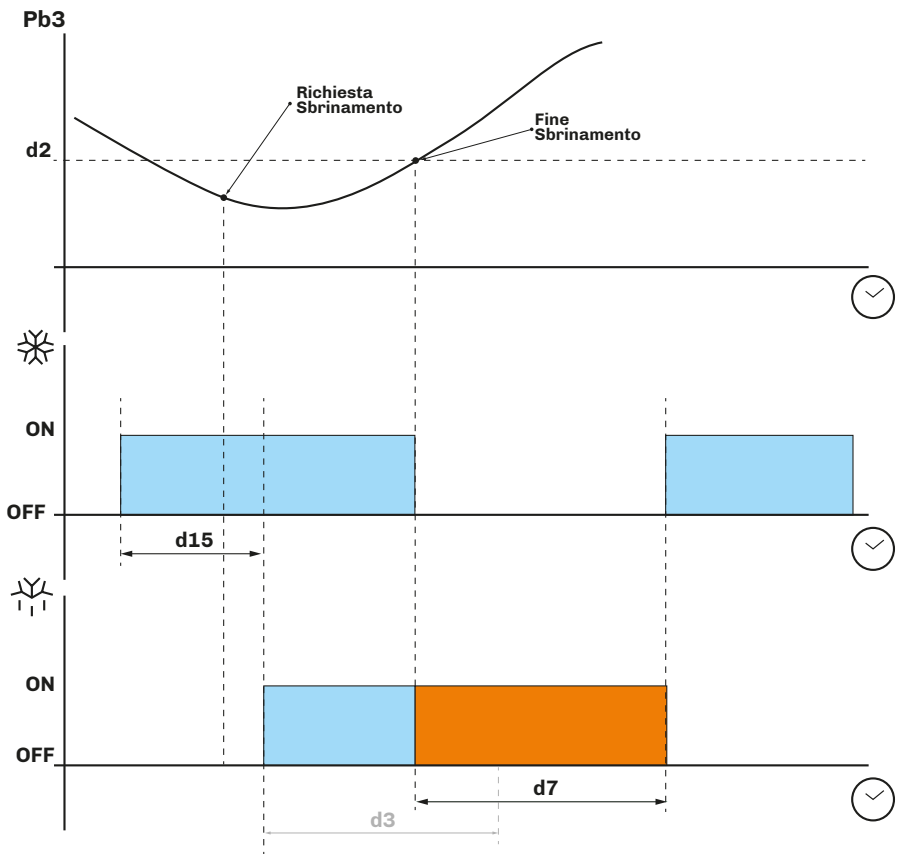 Pb3
Richiesta
Sbrinamento
Fine
Sbrinamento
d2
ON
OFF
d15
ON
OFF
d7
d3